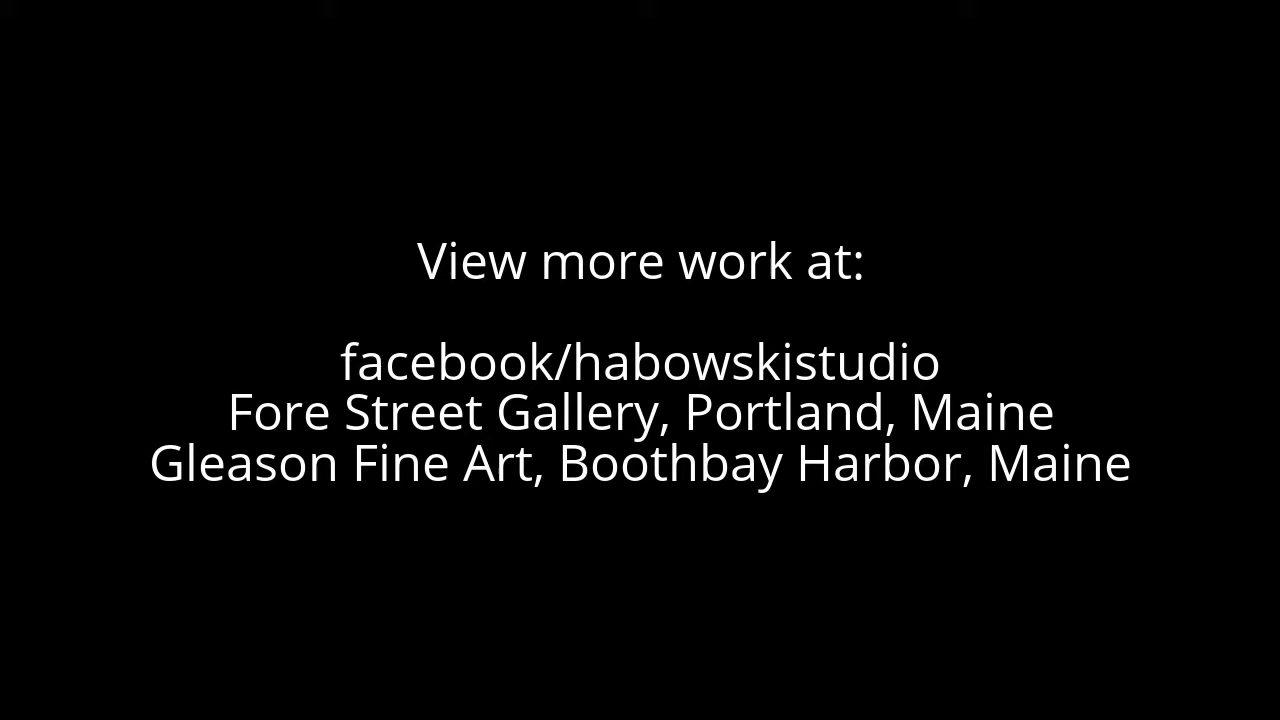 View more work at:
facebook/habowskistudio
Fore Street Gallery, Portland, Maine
Gleason Fine Art, Boothbay Harbor, Maine